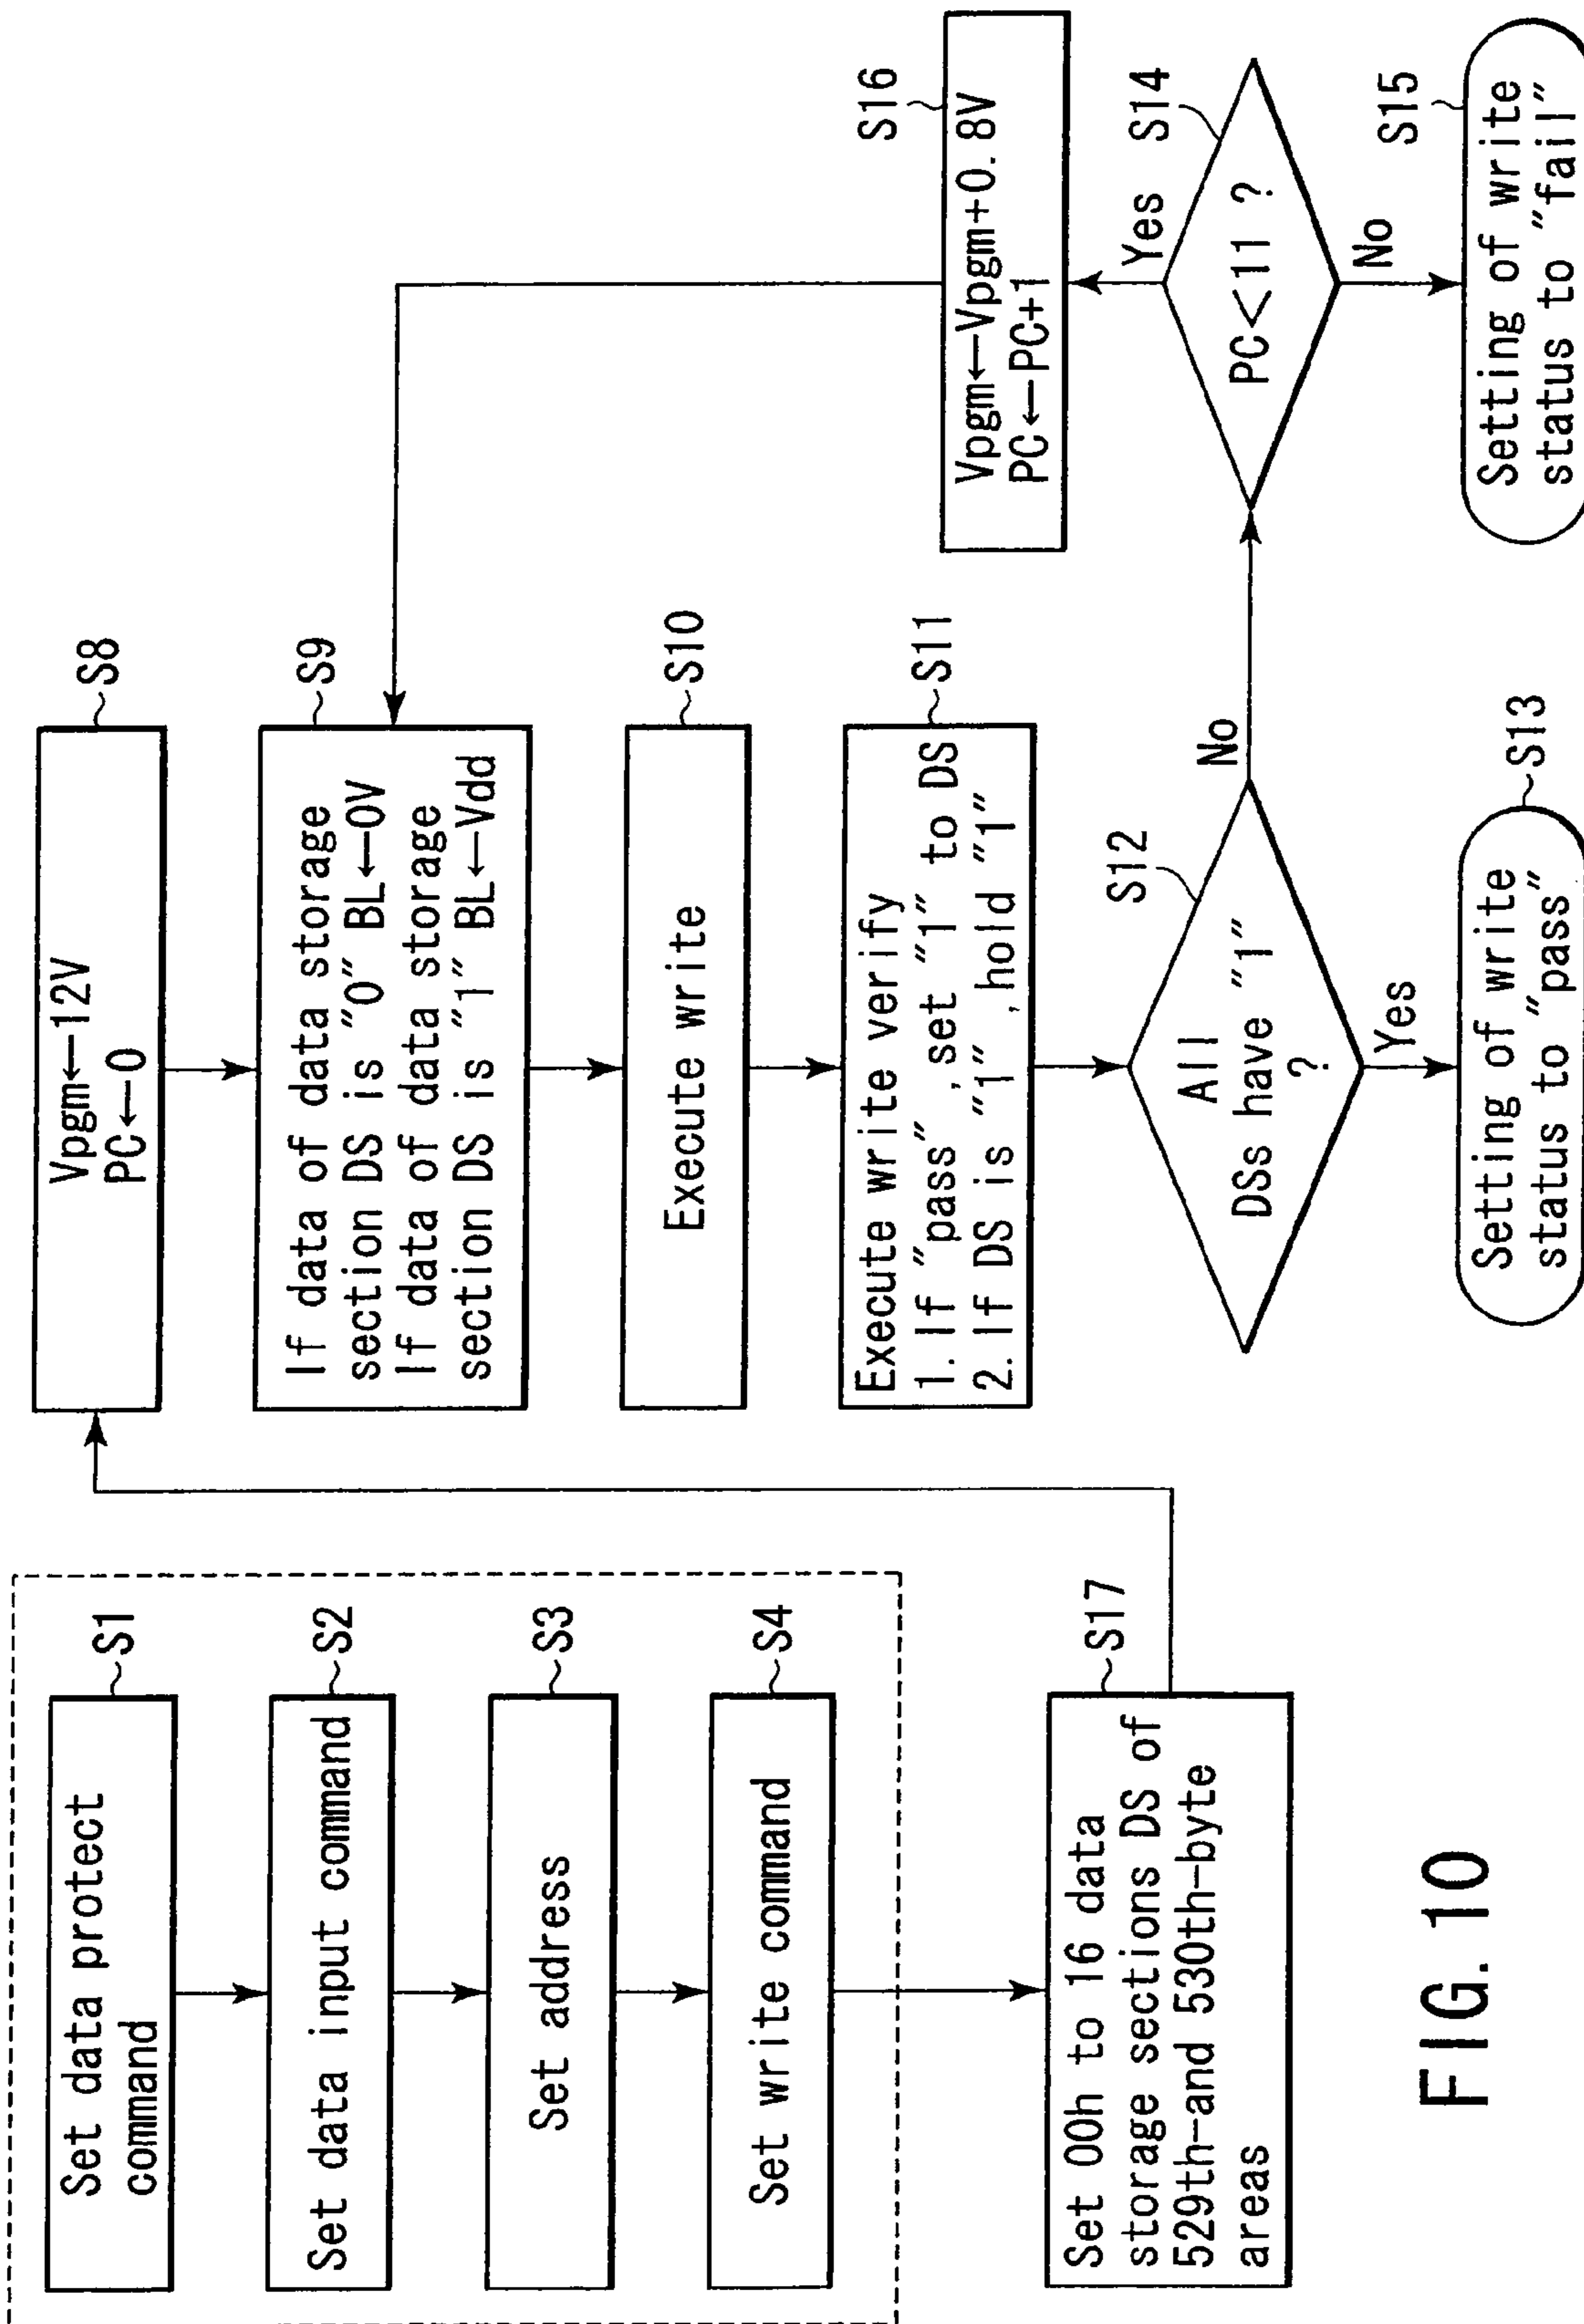 Set data protect
command
S1
Set data input command
S2
Set address
S3
Set write command
S4
Set 00h to 16 data
storage sections DS of
529th-and 530th-byte
areas
S17
Vpgm←12V
PC←0
S8
If data of data storage
section DS is "0" BL←0V
If data of data storage
section DS is "1" BL←Vdd
S9
Execute write
S10
Execute write verify
1. If "pass", set "1" to DS
2. If DS is "1", hold "1"
S11
All
DSs have "1"
?
S12
No
Yes
Setting of write
status to "pass"
S13
Vpgm←Vpgm+0.8V
PC←PC+1
S16
Yes
PC<11 ?
S14
No
Setting of write
status to "fail"
S15
FIG. 10